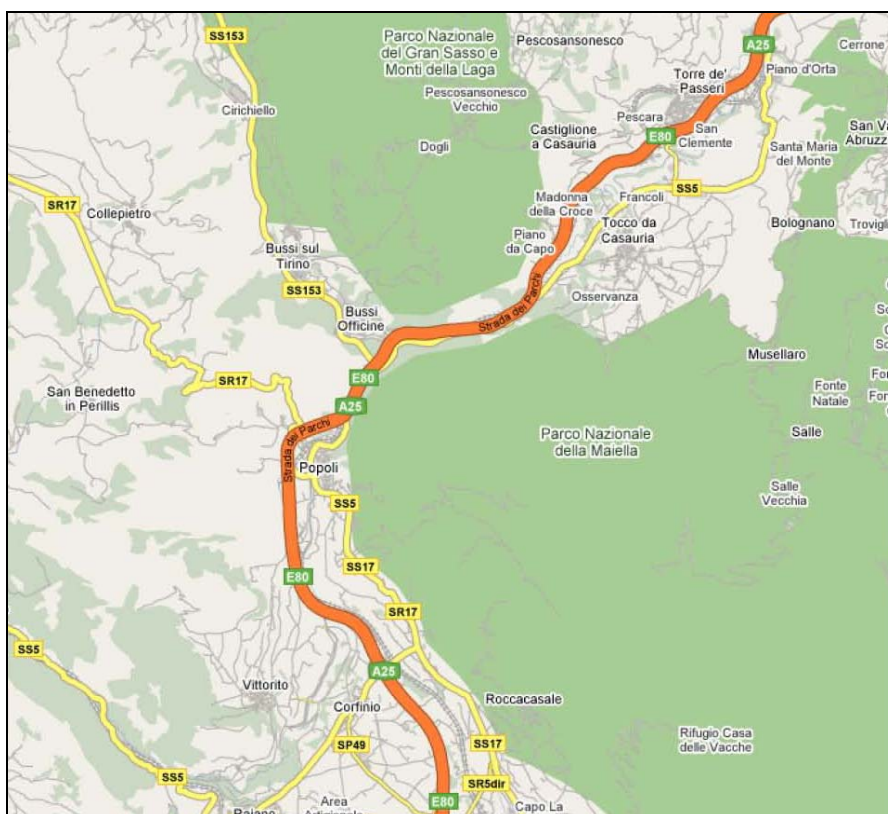 SS153
Parco Nazionale
del Gran Sasso e
Monti della Laga
Pescosansonesco
A25
Cerrone
Piano d'Orta
Torre de'
Passeri
Pescosansonesco
Vecchio
Cirichiello
Pescara
Castiglione
a Casauria
E80
San
Clemente
San Va
Abruzz
Dogli
Santa Maria
del Monte
SS5
SR17
Collepietro
Madonna
della Croce
Francoli
Bolognano
Trovigli
Tocco da
Casauria
Piano
da Capo
Bussi sul
Tirino
SS153
Osservanza
Bussi
Officine
Strada dei Parchi
Musellaro
E80
SR17
San Benedetto
in Perillis
Fonte
Natale
A25
Strada dei Parchi
Parco Nazionale
della Maiella
Salle
Popoli
Salle
Vecchia
SS5
SS17
E80
SR17
SS5
A25
Vittorito
Roccacasale
Corfinio
Rifugio Casa
delle Vacche
SP49
SS17
SS5
SR5dir
E80
Area
Capo La